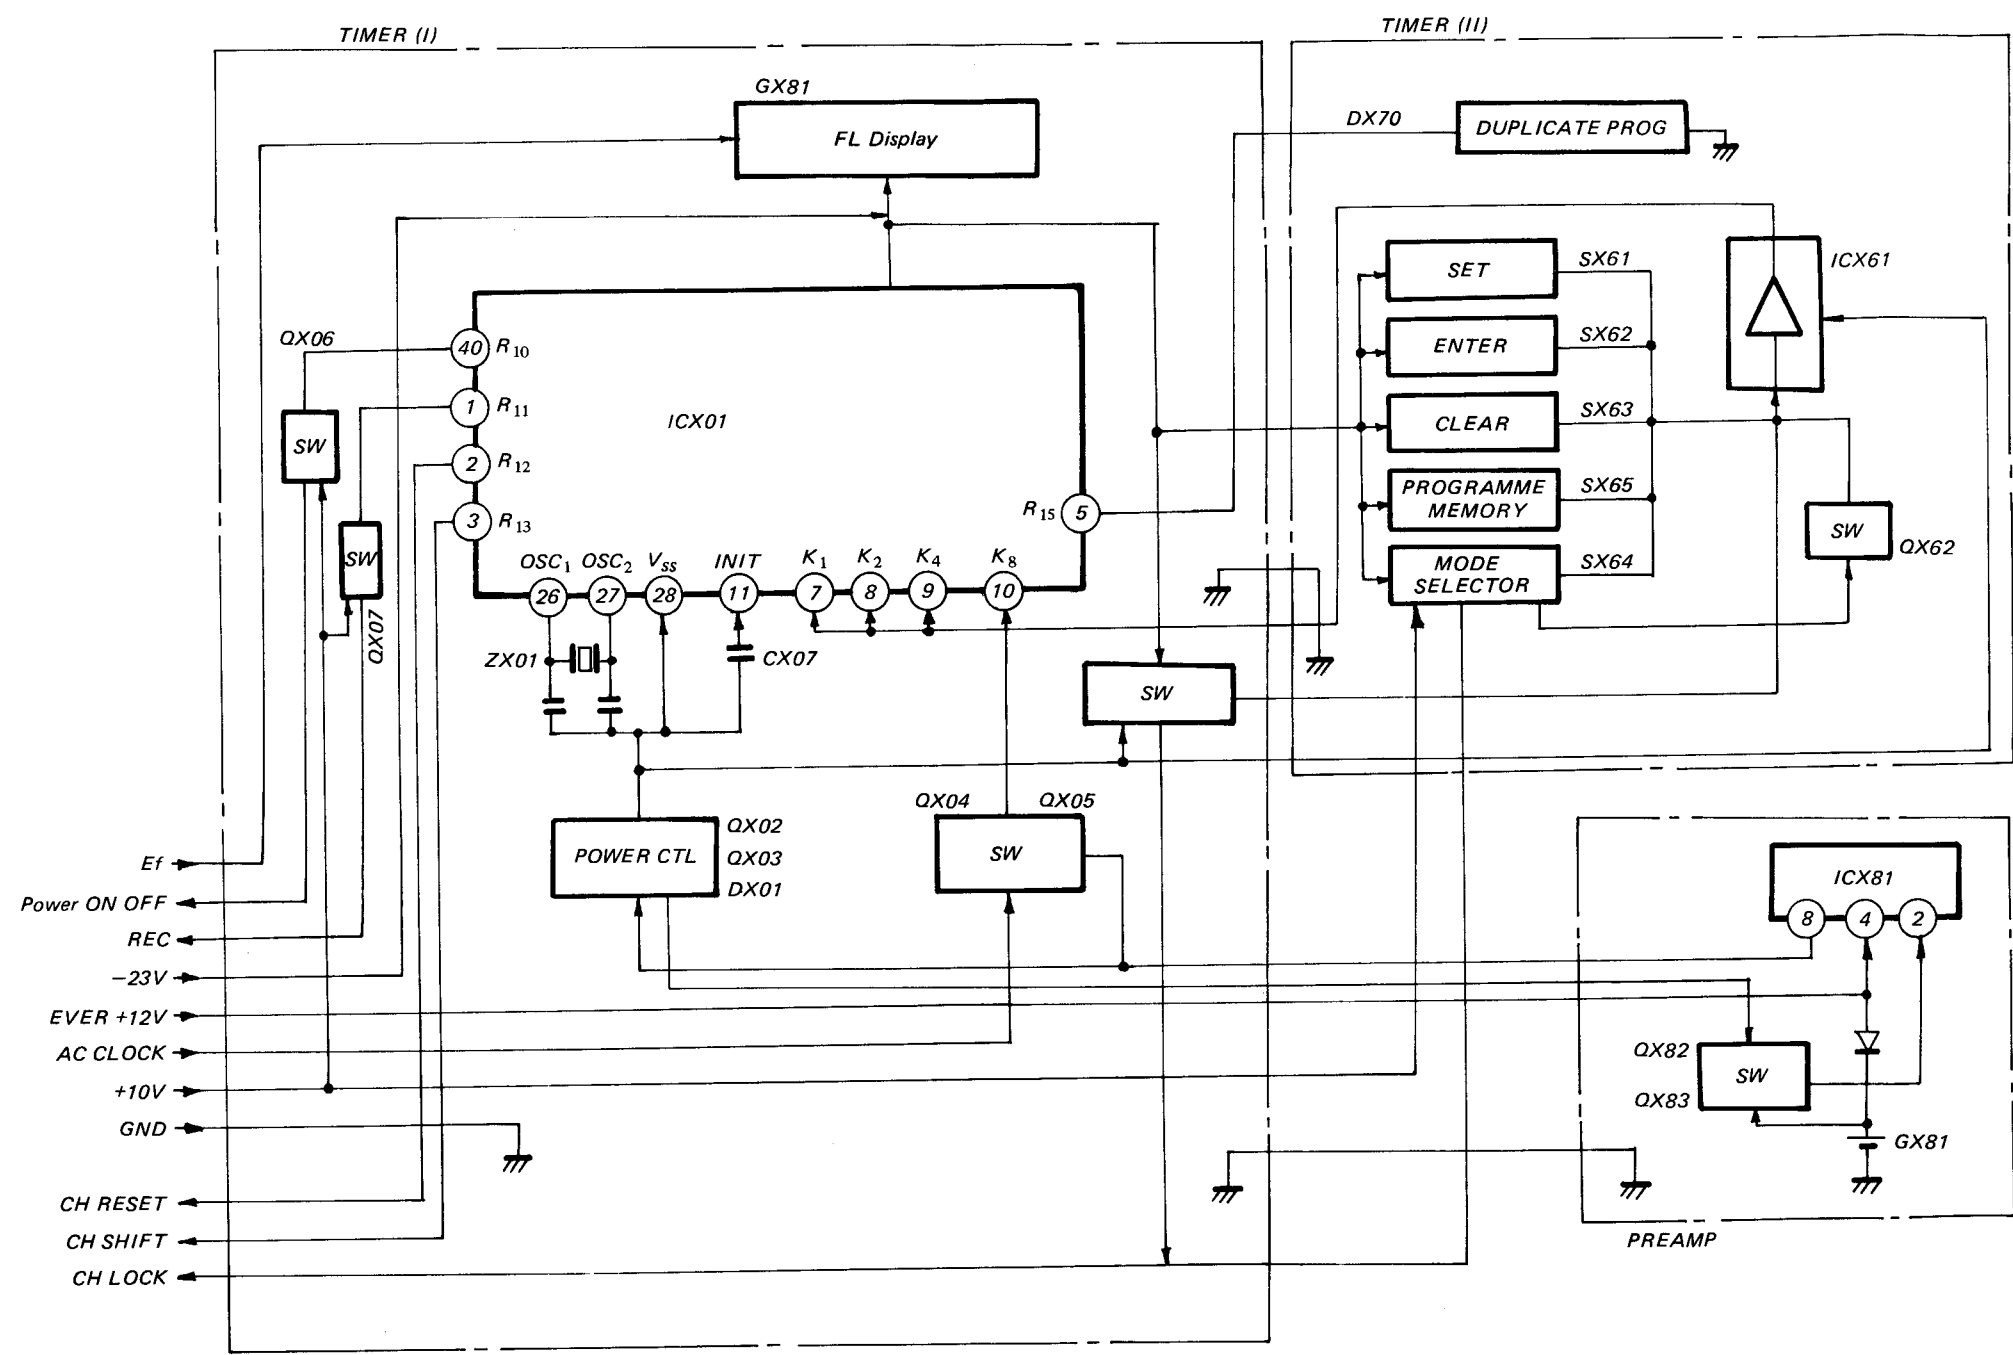 TIMER (I)
TIMER (II)
GX81
FL Display
DX70
DUPLICATE PROG
QX06
40
R10
1
R11
2
R12
3
R13
SW
SW
QX07
ICX01
R15
5
OSC1
OSC2
VSS
INIT
K1
K2
K4
K8
26
27
28
11
7
8
9
10
ZX01
CX07
SET
SX61
ENTER
SX62
CLEAR
SX63
PROGRAMME
MEMORY
SX65
MODE
SELECTOR
SX64
ICX61
SW
QX62
SW
POWER CTL
QX02
QX03
DX01
QX04
QX05
SW
ICX81
8
4
2
QX82
SW
QX83
GX81
PREAMP
Ef
Power ON OFF
REC
−23V
EVER +12V
AC CLOCK
+10V
GND
CH RESET
CH SHIFT
CH LOCK